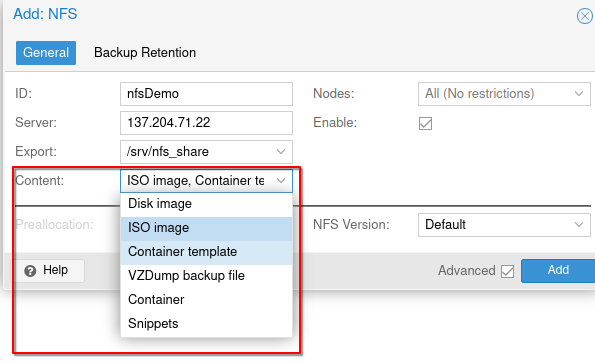 Add: NFS
General Backup Retention
ID: nfsDemo Nodes: All (No restrictions)
Server: 137.204.71.22 Enable:
Export: /srv/nfs_share
Content: ISO image, Container te
Disk image
Preallocation: ISO image NFS Version: Default
Container template
Help Advanced Add
VZDump backup file
Container
Snippets